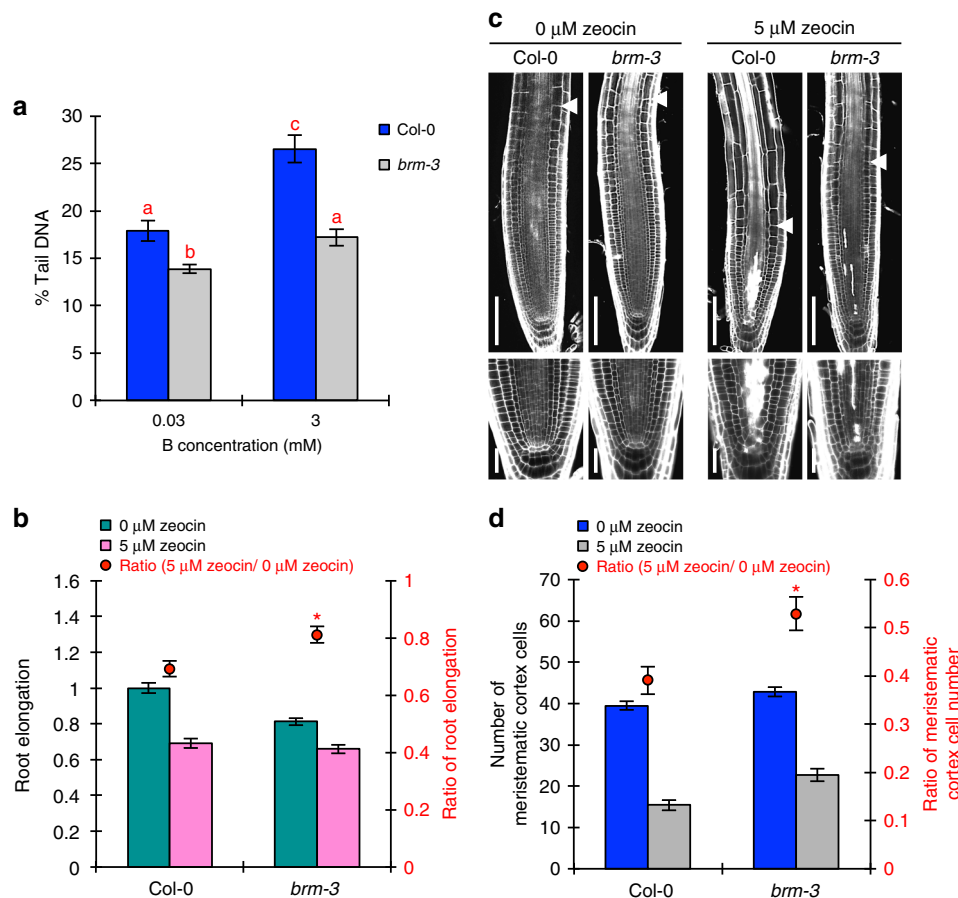 a
30
25
20
15
10
5
0
% Tail DNA
a
b
c
a
0.03
3
B concentration (mM)
Col-0
brm-3
c
0 μM zeocin
5 μM zeocin
Col-0
brm-3
Col-0
brm-3
b
0 μM zeocin
5 μM zeocin
Ratio (5 μM zeocin/ 0 μM zeocin)
1.6
1.4
1.2
1
0.8
0.6
0.4
0.2
0
Root elongation
*
1
0.8
0.6
0.4
0.2
0
Ratio of root elongation
Col-0
brm-3
d
0 μM zeocin
5 μM zeocin
Ratio (5 μM zeocin/ 0 μM zeocin)
70
60
50
40
30
20
10
0
Number of
meristematic cortex cells
*
0.6
0.5
0.4
0.3
0.2
0.1
0
Ratio of meristematic
cortex cell number
Col-0
brm-3